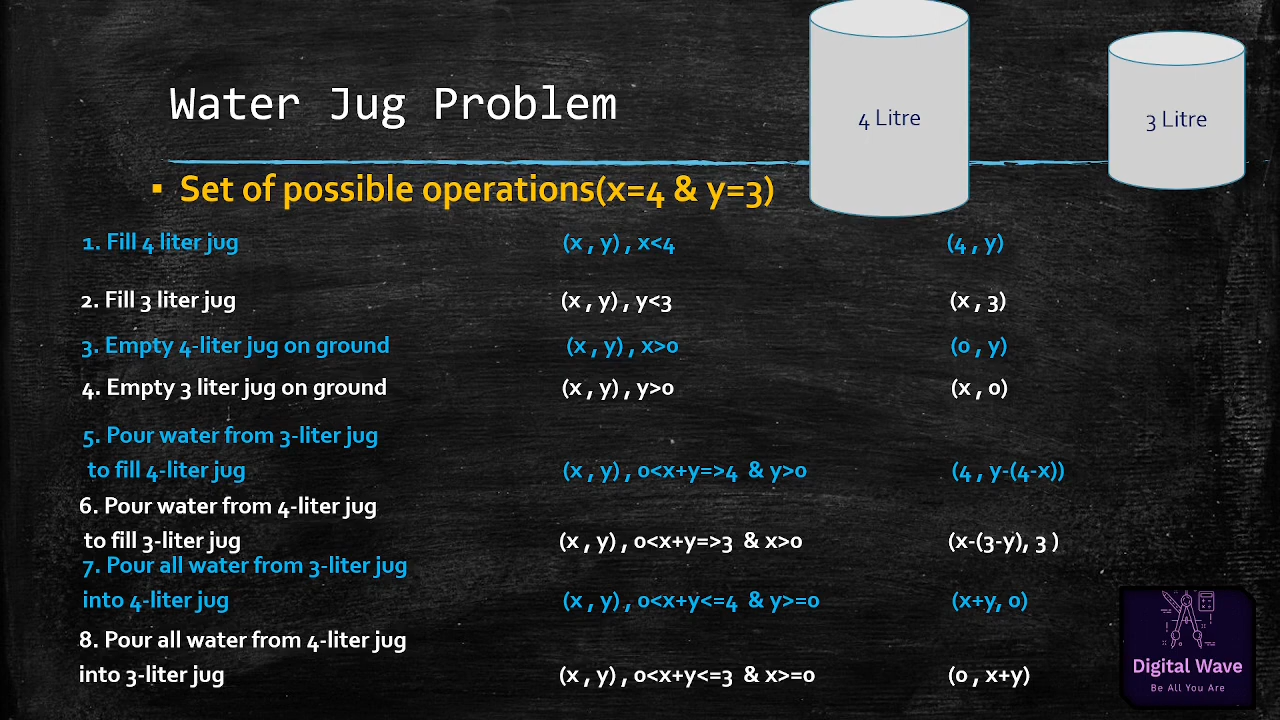 4 Litre
3 Litre
Water Jug Problem
▪ Set of possible operations(x=4 & y=3)
1. Fill 4 liter jug (x , y) , x<4 (4 , y)
2. Fill 3 liter jug (x , y) , y<3 (x , 3)
3. Empty 4-liter jug on ground (x , y) , x>0 (0 , y)
4. Empty 3 liter jug on ground (x , y) , y>0 (x , 0)
5. Pour water from 3-liter jug
to fill 4-liter jug (x , y) , 0<x+y=>4 & y>0 (4 , y-(4-x))
6. Pour water from 4-liter jug
to fill 3-liter jug (x , y) , 0<x+y=>3 & x>0 (x-(3-y), 3 )
7. Pour all water from 3-liter jug
into 4-liter jug (x , y) , 0<x+y<=4 & y>=0 (x+y, 0)
8. Pour all water from 4-liter jug
into 3-liter jug (x , y) , 0<x+y<=3 & x>=0 (0 , x+y)
Digital Wave
Be All You Are